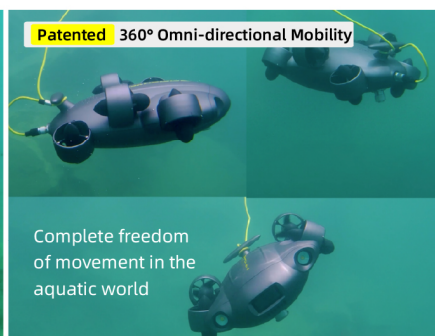 Patented 360° Omni-directional Mobility
Complete freedom
of movement in the
aquatic world